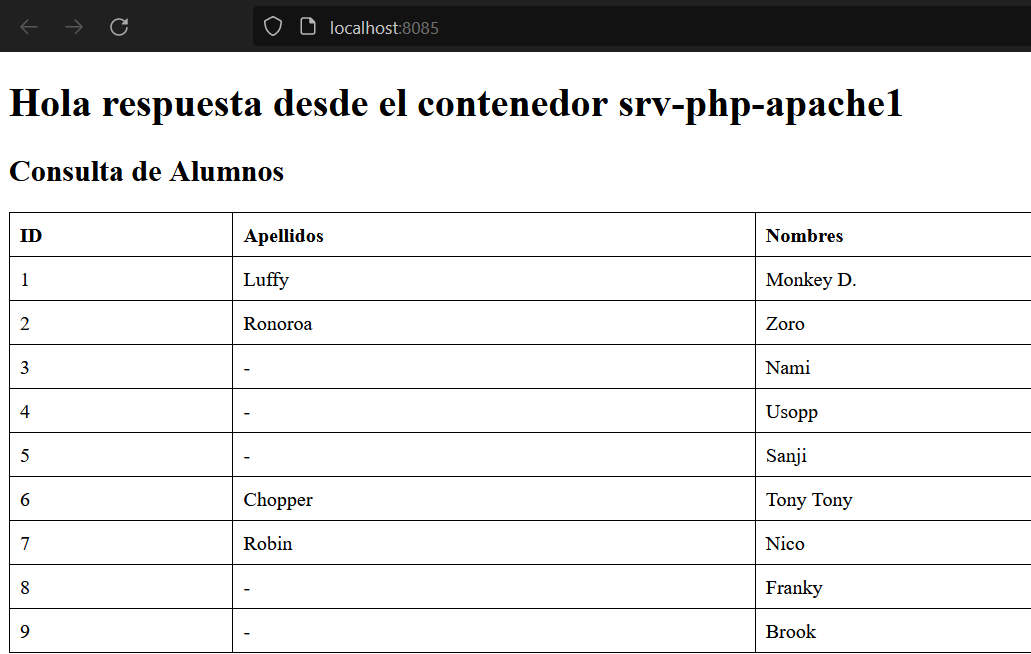 localhost:8085
Hola respuesta desde el contenedor srv-php-apache1
Consulta de Alumnos
ID Apellidos Nombres
1 Luffy Monkey D.
2 Ronoroa Zoro
3 - Nami
4 - Usopp
5 - Sanji
6 Chopper Tony Tony
7 Robin Nico
8 - Franky
9 - Brook